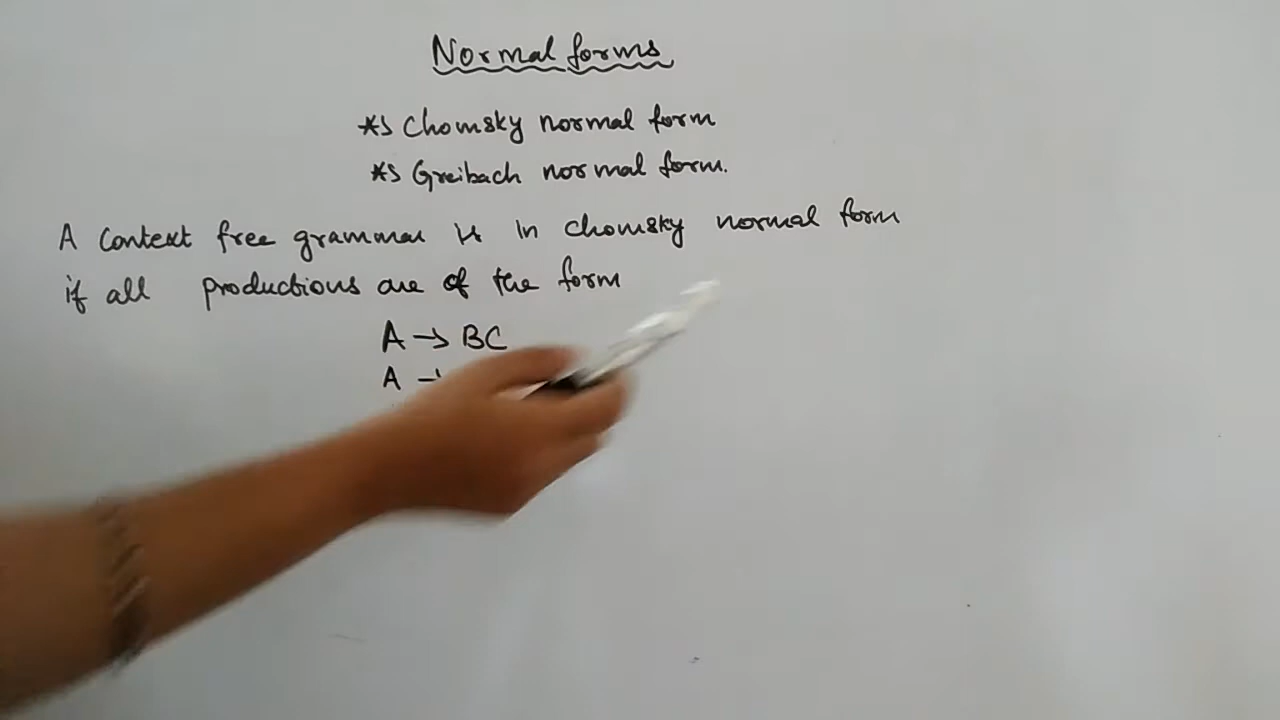 Normal forms
*) Chomsky normal form
*) Greibach normal form.
A context free grammar is in chomsky normal form
if all productions are of the form
A → BC
A →